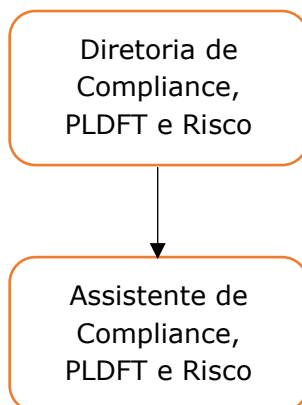 Diretoria de
Compliance,
PLDFT e Risco
Assistente de
Compliance,
PLDFT e Risco